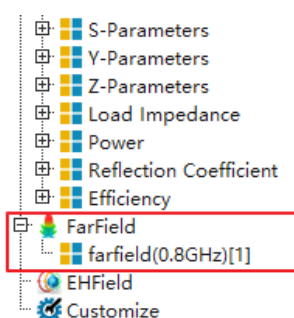 S-Parameters
Y-Parameters
Z-Parameters
Load Impedance
Power
Reflection Coefficient
Efficiency
FarField
farfield(0.8GHz)[1]
EHField
Customize